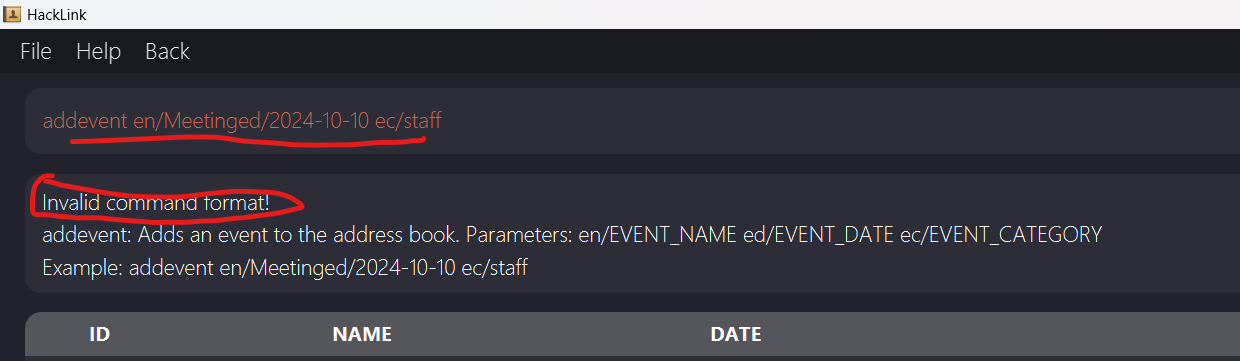 HackLink
File Help Back
addevent en/Meetinged/2024-10-10 ec/staff
Invalid command format!
addevent: Adds an event to the address book. Parameters: en/EVENT_NAME ed/EVENT_DATE ec/EVENT_CATEGORY
Example: addevent en/Meetinged/2024-10-10 ec/staff
ID NAME DATE